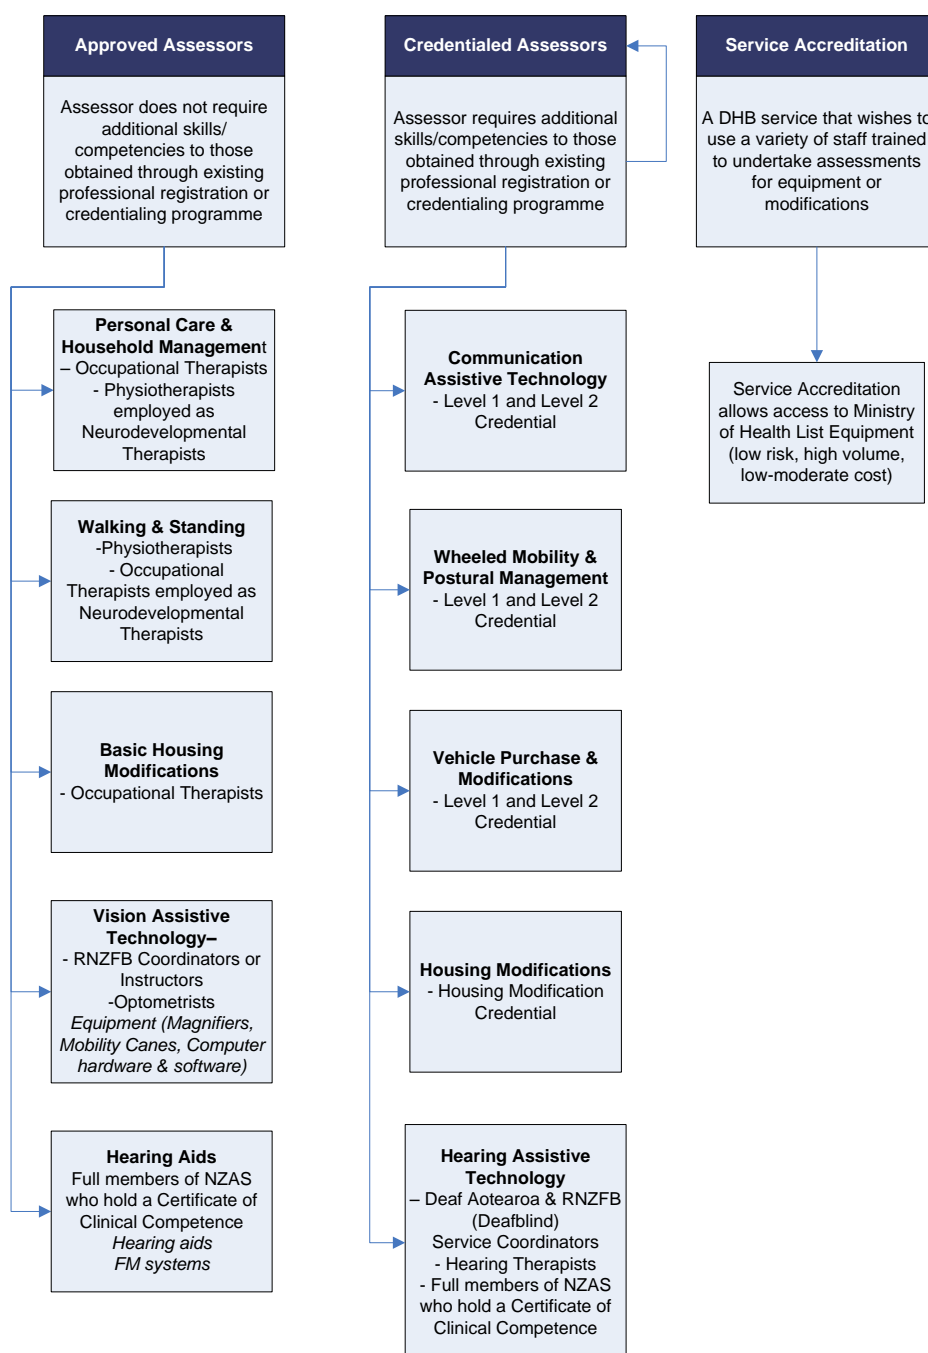 Approved Assessors
Assessor does not require
additional skills/
competencies to those
obtained through existing
professional registration or
credentialing programme
Personal Care &
Household Management
– Occupational Therapists
- Physiotherapists
employed as
Neurodevelopmental
Therapists
Walking & Standing
-Physiotherapists
- Occupational
Therapists employed as
Neurodevelopmental
Therapists
Basic Housing
Modifications
- Occupational Therapists
Vision Assistive
Technology–
- RNZFB Coordinators or
Instructors
-Optometrists
Equipment (Magnifiers,
Mobility Canes, Computer
hardware & software)
Hearing Aids
Full members of NZAS
who hold a Certificate of
Clinical Competence
Hearing aids
FM systems
Credentialed Assessors
Assessor requires additional
skills/competencies to those
obtained through existing
professional registration or
credentialing programme
Communication
Assistive Technology
- Level 1 and Level 2
Credential
Wheeled Mobility &
Postural Management
- Level 1 and Level 2
Credential
Vehicle Purchase &
Modifications
- Level 1 and Level 2
Credential
Housing Modifications
- Housing Modification
Credential
Hearing Assistive
Technology
– Deaf Aotearoa & RNZFB
(Deafblind)
Service Coordinators
- Hearing Therapists
- Full members of NZAS
who hold a Certificate of
Clinical Competence
Service Accreditation
A DHB service that wishes to
use a variety of staff trained
to undertake assessments
for equipment or
modifications
Service Accreditation
allows access to Ministry
of Health List Equipment
(low risk, high volume,
low-moderate cost)